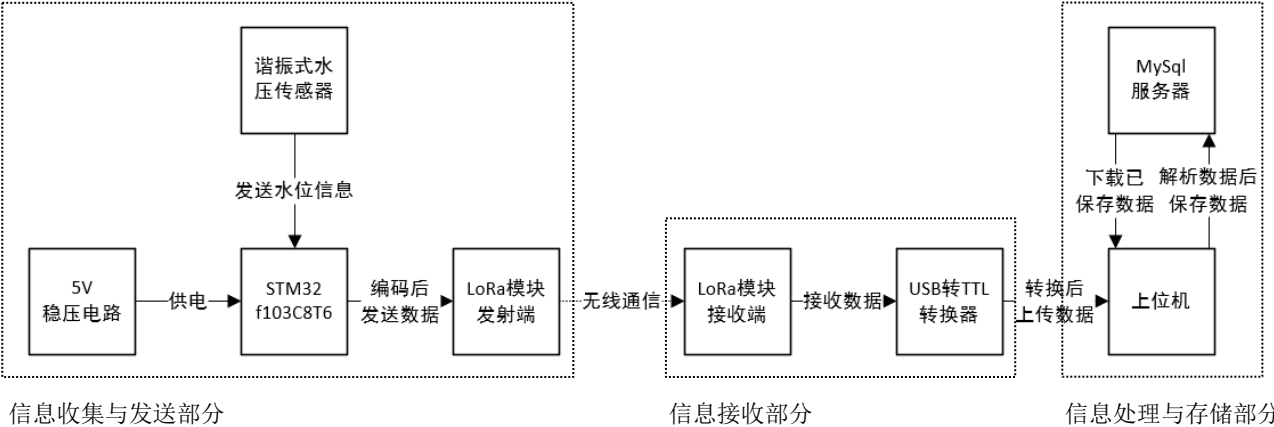 谐振式水
压传感器
MySql
服务器
发送水位信息
下载已
保存数据
解析数据后
保存数据
5V
稳压电路
供电
STM32
f103C8T6
编码后
发送数据
LoRa模块
发射端
无线通信
LoRa模块
接收端
接收数据
USB转TTL
转换器
转换后
上传数据
上位机
信息收集与发送部分
信息接收部分
信息处理与存储部分